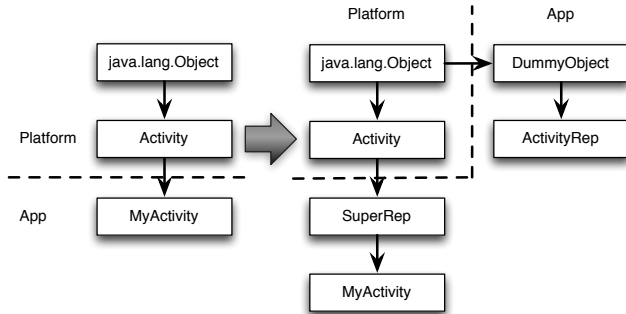 Platform
App
java.lang.Object
java.lang.Object
DummyObject
Platform
Activity
Activity
ActivityRep
App
MyActivity
SuperRep
MyActivity